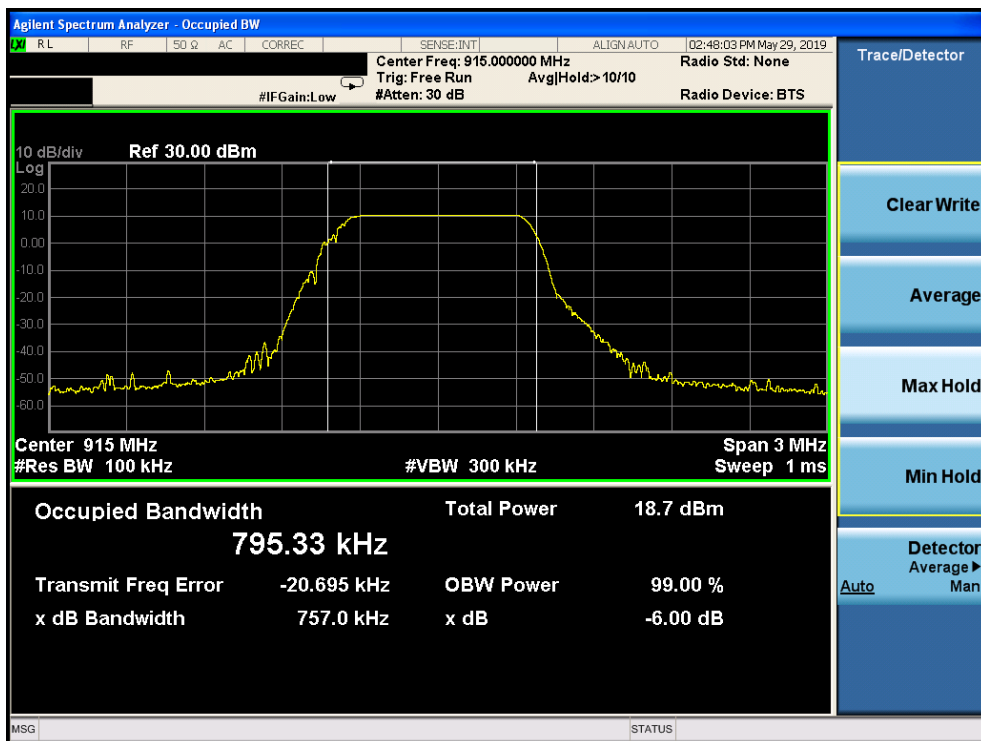 Agilent Spectrum Analyzer - Occupied BW
LXI RL RF 50 Ω AC CORREC SENSE:INT ALIGN AUTO 02:48:03 PM May 29, 2019
Center Freq: 915.000000 MHz Radio Std: None
Trig: Free Run Avg|Hold:>10/10
#IFGain:Low #Atten: 30 dB Radio Device: BTS
10 dB/div Ref 30.00 dBm
Log
20.0
10.0
0.00
-10.0
-20.0
-30.0
-40.0
-50.0
-60.0
Center 915 MHz Span 3 MHz
#Res BW 100 kHz #VBW 300 kHz Sweep 1 ms
Occupied Bandwidth Total Power 18.7 dBm
795.33 kHz
Transmit Freq Error -20.695 kHz OBW Power 99.00 %
x dB Bandwidth 757.0 kHz x dB -6.00 dB
Trace/Detector
Clear Write
Average
Max Hold
Min Hold
Detector
Average▶
Auto Man
MSG STATUS